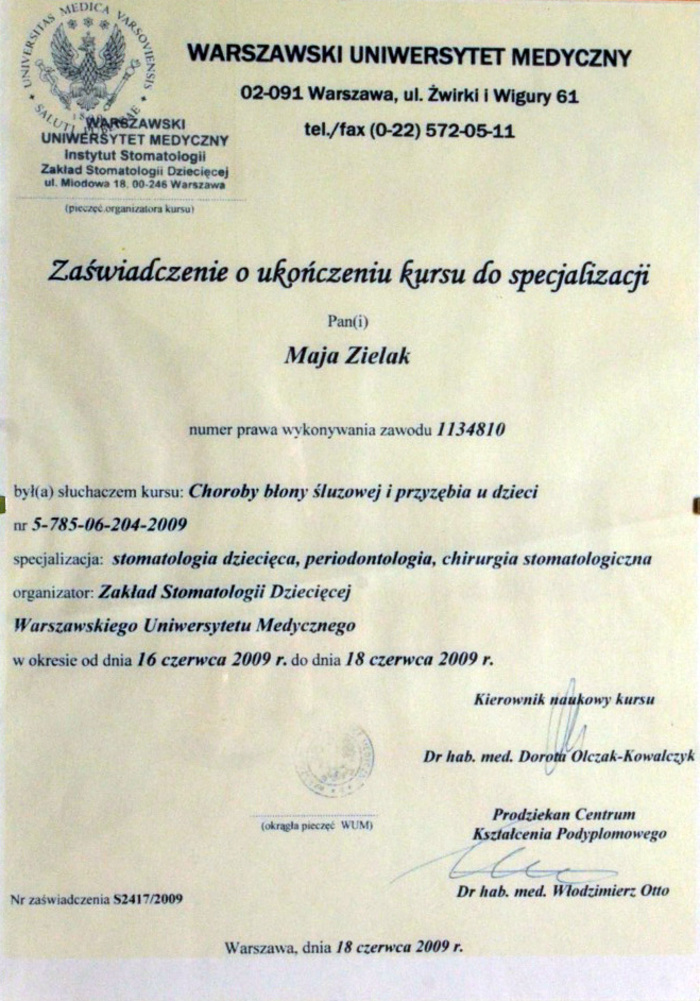 UNIVERSITAS MEDICA VARSOVIENSIS
WARSZAWSKI UNIWERSYTET MEDYCZNY
02-091 Warszawa, ul. Żwirki i Wigury 61
tel./fax (0-22) 572-05-11
WARSZAWSKI
UNIWERSYTET MEDYCZNY
Instytut Stomatologii
Zakład Stomatologii Dziecięcej
ul. Miodowa 18, 00-246 Warszawa
(pieczęć organizatora kursu)
Zaświadczenie o ukończeniu kursu do specjalizacji
Pan(i)
Maja Zielak
numer prawa wykonywania zawodu 1134810
był(a) słuchaczem kursu: Choroby błony śluzowej i przyzębia u dzieci
nr 5-785-06-204-2009
specjalizacja: stomatologia dziecięca, periodontologia, chirurgia stomatologiczna
organizator: Zakład Stomatologii Dziecięcej
Warszawskiego Uniwersytetu Medycznego
w okresie od dnia 16 czerwca 2009 r. do dnia 18 czerwca 2009 r.
Kierownik naukowy kursu
Dr hab. med. Dorota Olczak-Kowalczyk
(okrągła pieczęć WUM)
Prodziekan Centrum
Kształcenia Podyplomowego
Dr hab. med. Włodzimierz Otto
Nr zaświadczenia S2417/2009
Warszawa, dnia 18 czerwca 2009 r.